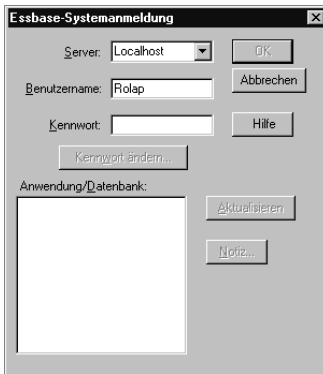 Essbase-Systemanmeldung
Server: Localhost OK
Abbrechen
Benutzername: Rolap
Kennwort: Hilfe
Kennwort ändern...
Anwendung/Datenbank:
Aktualisieren
Notiz...